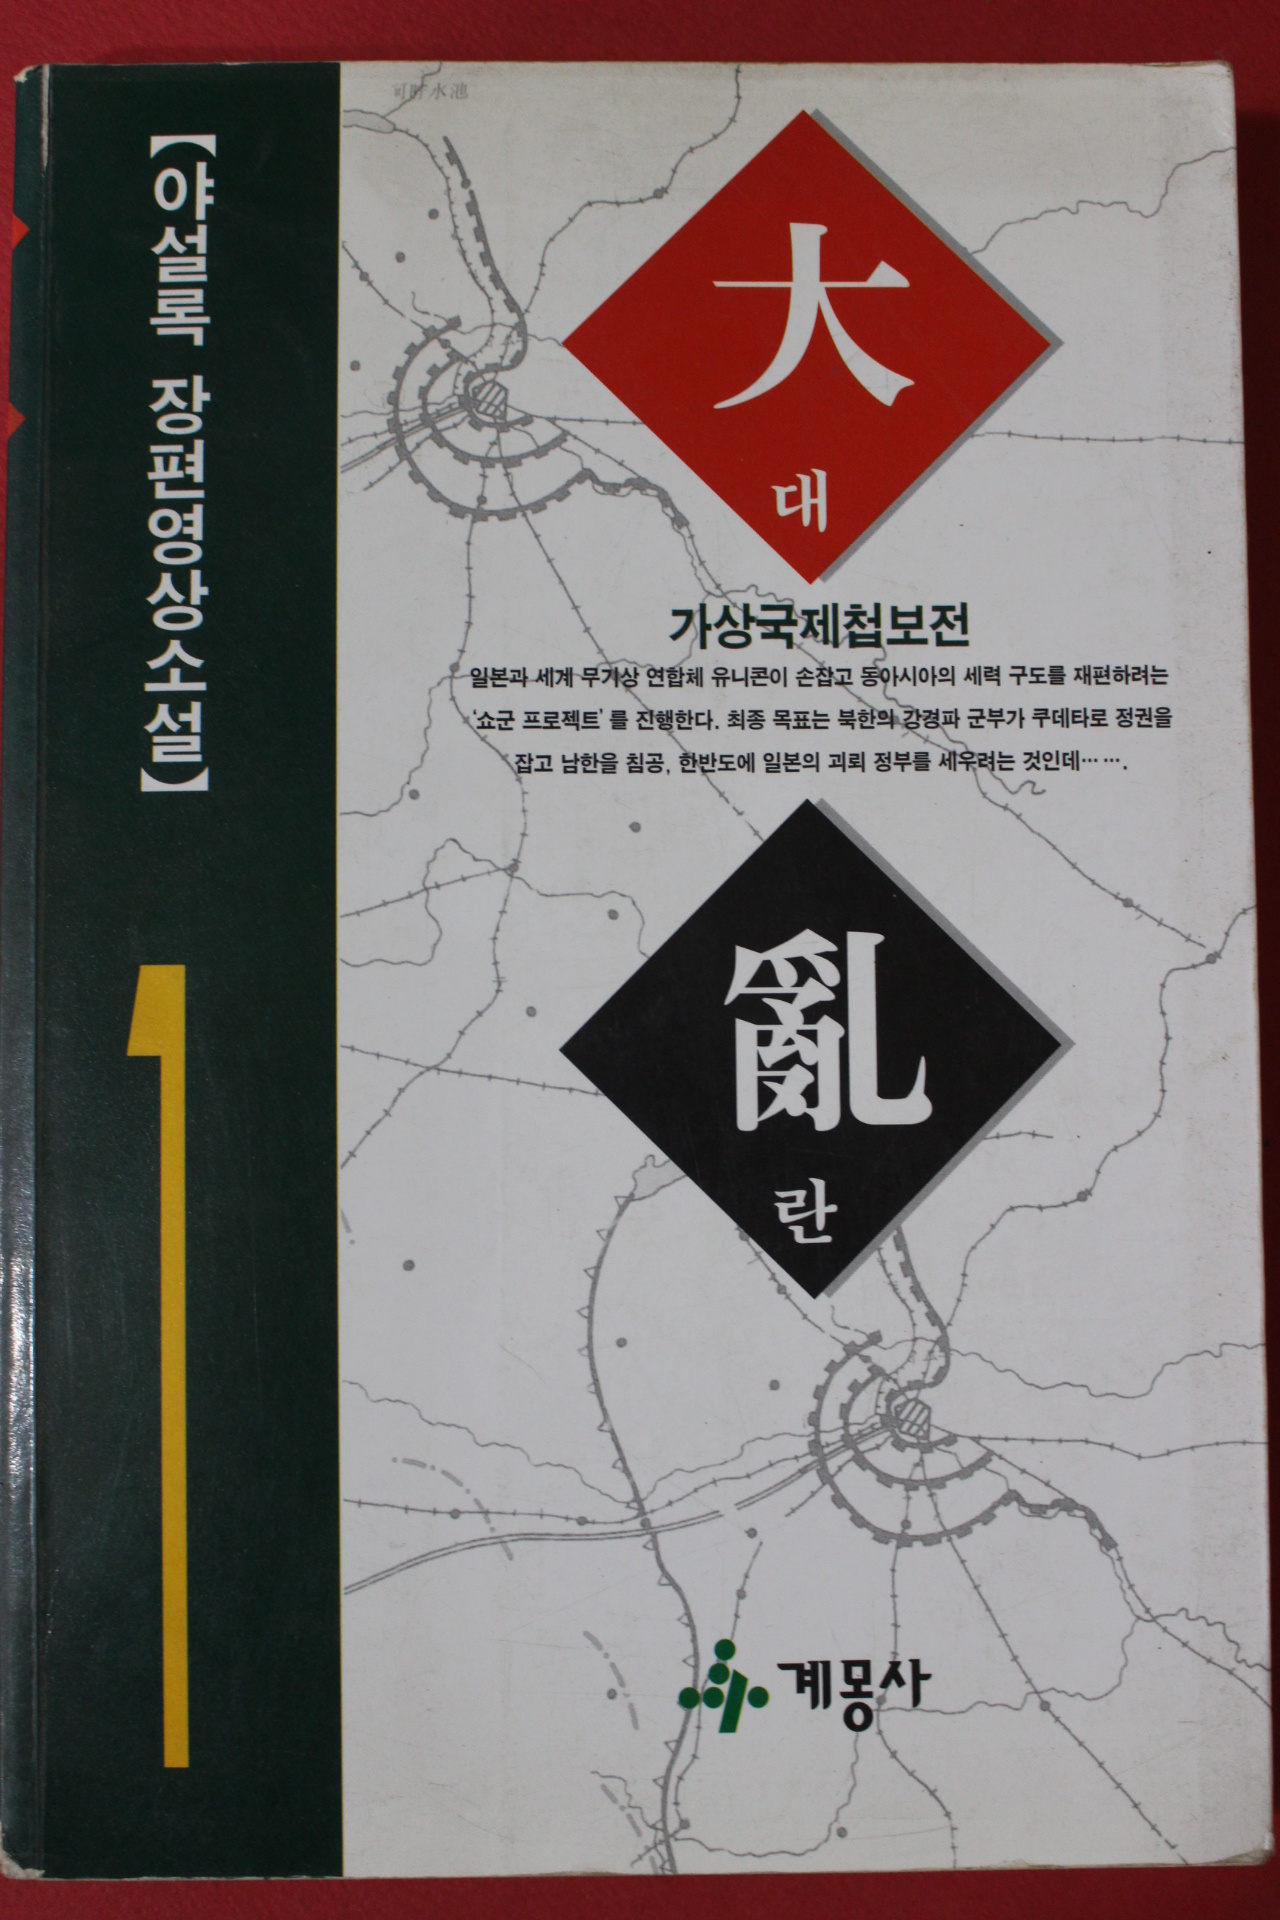 【야설록 장편영상소설】
1
大
대
가상국제첩보전
일본과 세계 무기상 연합체 유니콘이 손잡고 동아시아의 세력 구도를 재편하려는
‘쇼군 프로젝트’를 진행한다. 최종 목표는 북한의 강경파 군부가 쿠데타로 정권을
잡고 남한을 침공, 한반도에 일본의 괴뢰 정부를 세우려는 것인데…….
亂
란
계몽사